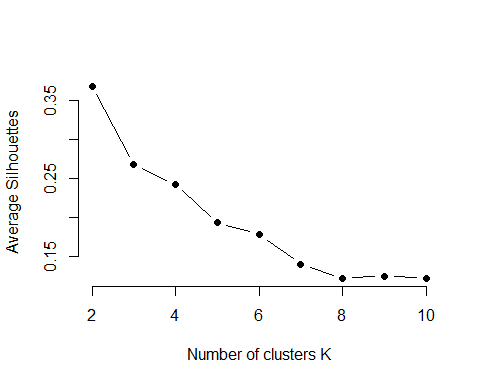 Average Silhouettes
0.35
0.25
0.15
2 4 6 8 10
Number of clusters K